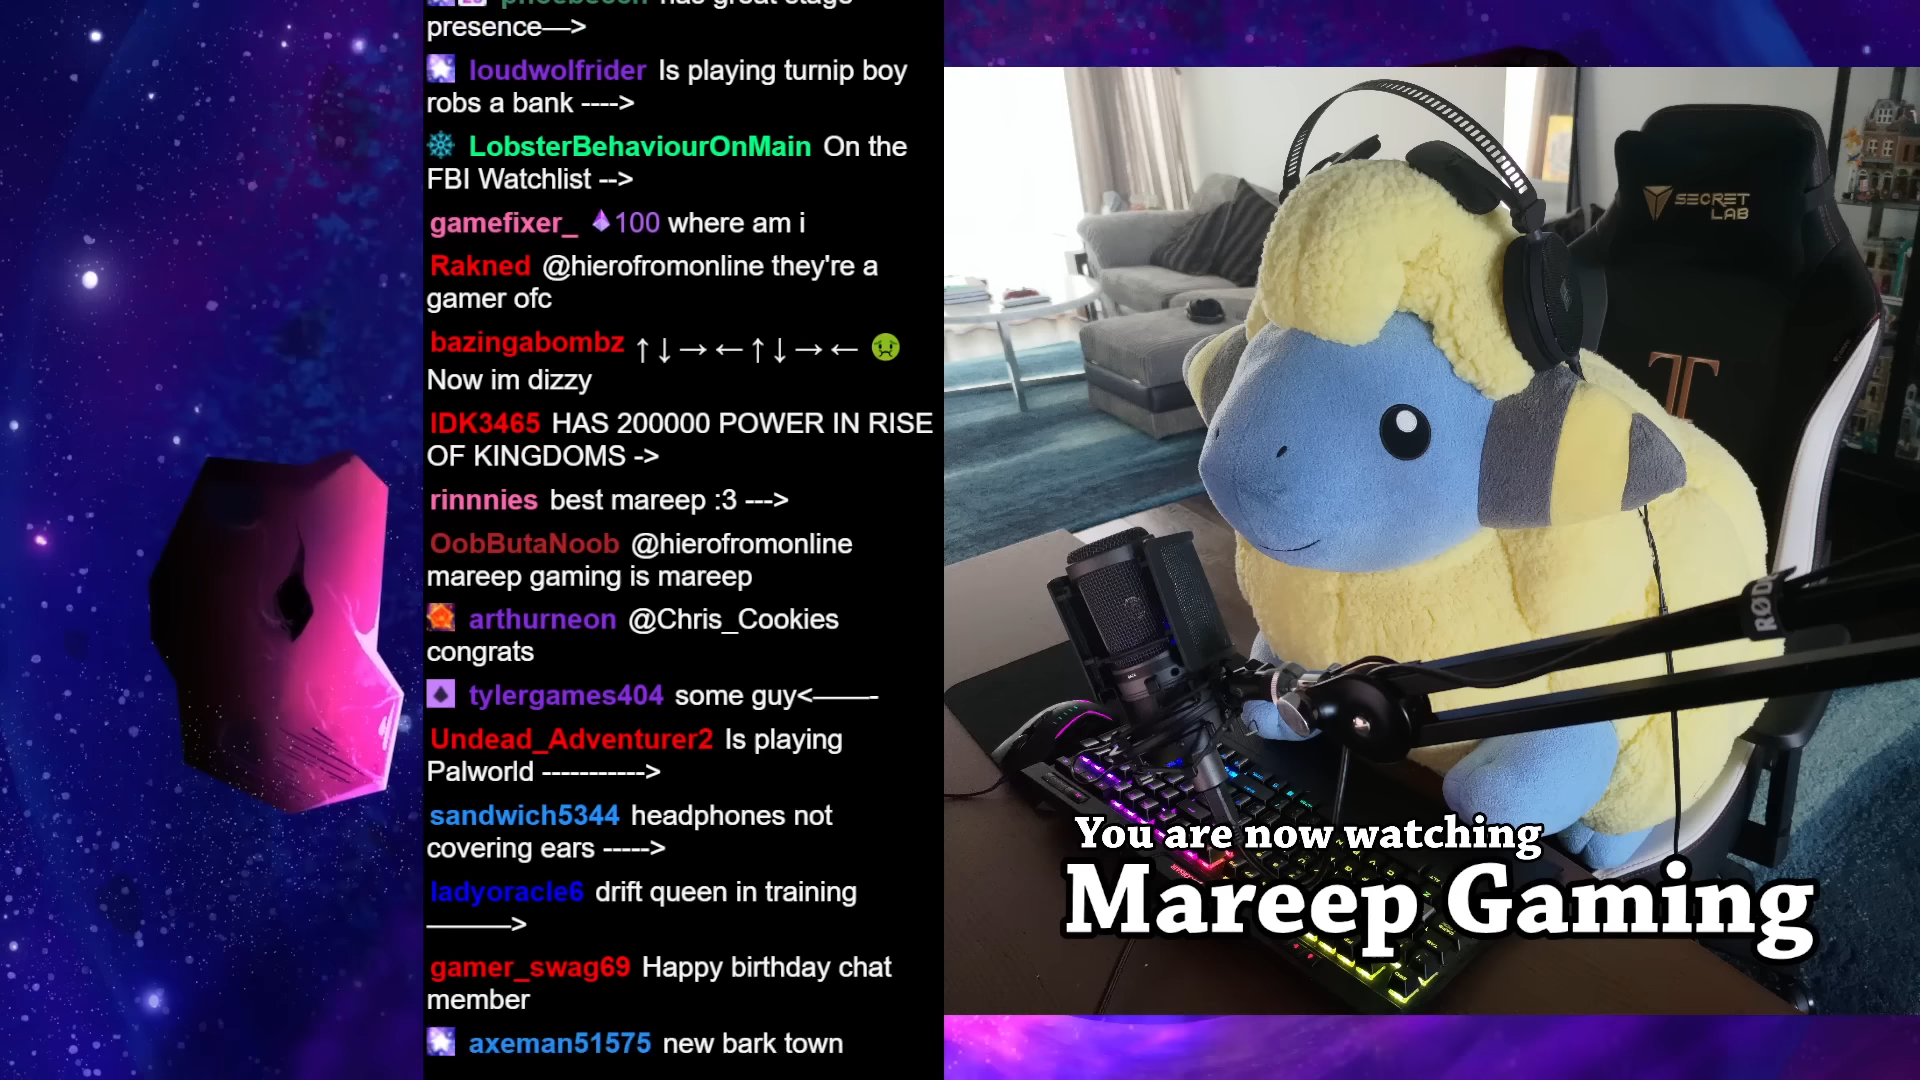 has great stage
presence—>
loudwolfrider Is playing turnip boy
robs a bank ---->
LobsterBehaviourOnMain On the
FBI Watchlist -->
gamefixer_ 100 where am i
Rakned @hierofromonline they're a
gamer ofc
bazingabombz ↑↓→←↑↓→← 🤢
Now im dizzy
IDK3465 HAS 200000 POWER IN RISE
OF KINGDOMS ->
rinnnies best mareep :3 --->
OobButaNoob @hierofromonline
mareep gaming is mareep
arthurneon @Chris_Cookies
congrats
tylergames404 some guy<——-
Undead_Adventurer2 Is playing
Palworld ----------->
sandwich5344 headphones not
covering ears ----->
ladyoracle6 drift queen in training
———>
gamer_swag69 Happy birthday chat
member
axeman51575 new bark town
SECRET
LAB
RØDE
You are now watching
Mareep Gaming